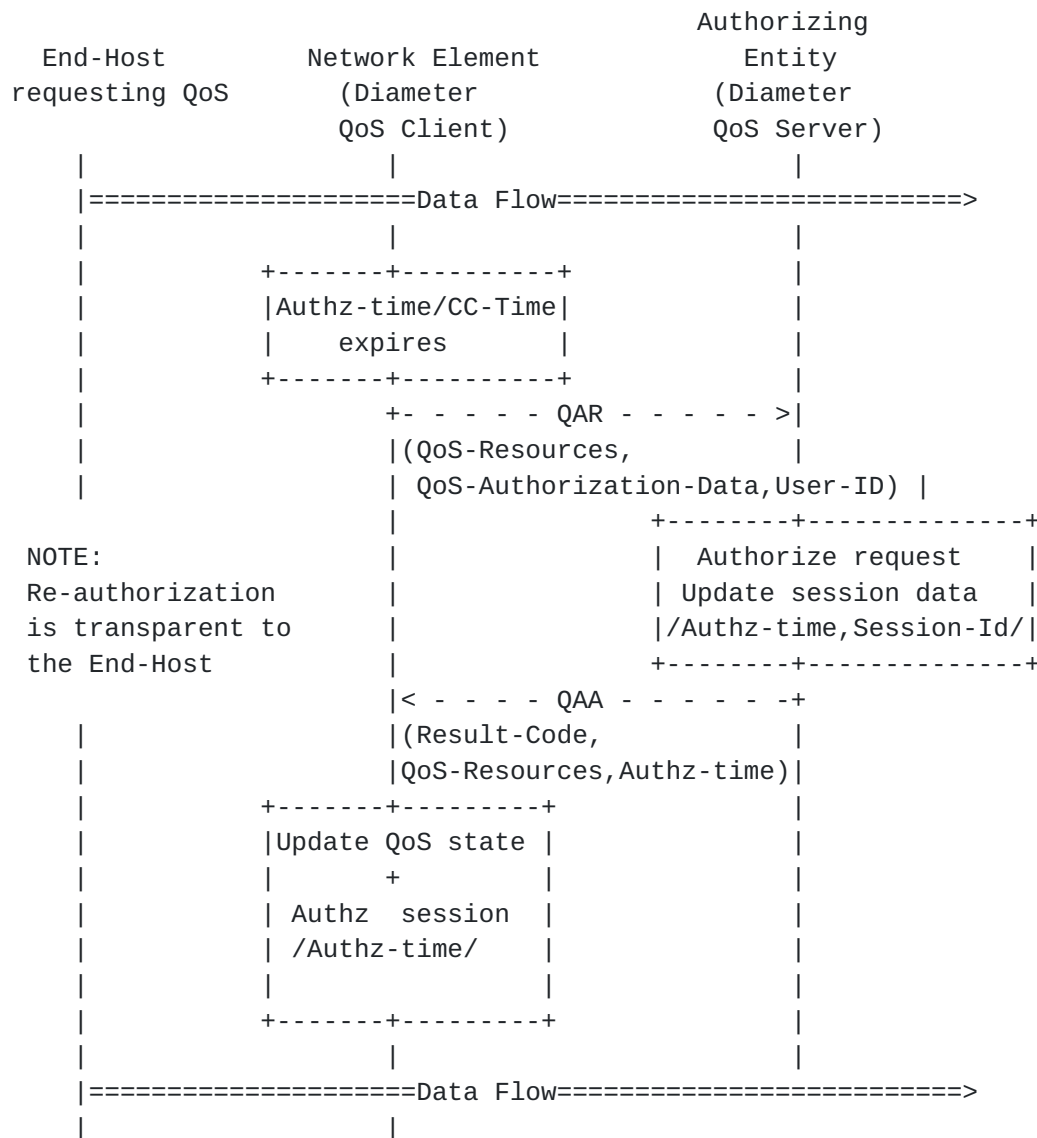 Authorizing
  End-Host         Network Element             Entity
requesting QoS       (Diameter               (Diameter
                     QoS Client)             QoS Server)
    |                   |                         |
    |=====================Data Flow==========================>
    |                   |                         |
    |           +-------+----------+              |
    |           |Authz-time/CC-Time|              |
    |           |    expires       |              |
    |           +-------+----------+              |
    |                   +- - - - - QAR - - - - - >|
    |                   |(QoS-Resources,          |
    |                   | QoS-Authorization-Data,User-ID) |
                        |                +--------+--------------+
 NOTE:                  |                |  Authorize request    |
 Re-authorization       |                | Update session data   |
 is transparent to      |                |/Authz-time,Session-Id/|
 the End-Host           |                +--------+--------------+
                        |< - - - - QAA - - - - - -+
    |                   |(Result-Code,            |
    |                   |QoS-Resources,Authz-time)|
    |           +-------+---------+               |
    |           |Update QoS state |               |
    |           |       +         |               |
    |           | Authz  session  |               |
    |           | /Authz-time/    |               |
    |           |                 |               |
    |           +-------+---------+               |
    |                   |                         |
    |=====================Data Flow==========================>
    |                   |